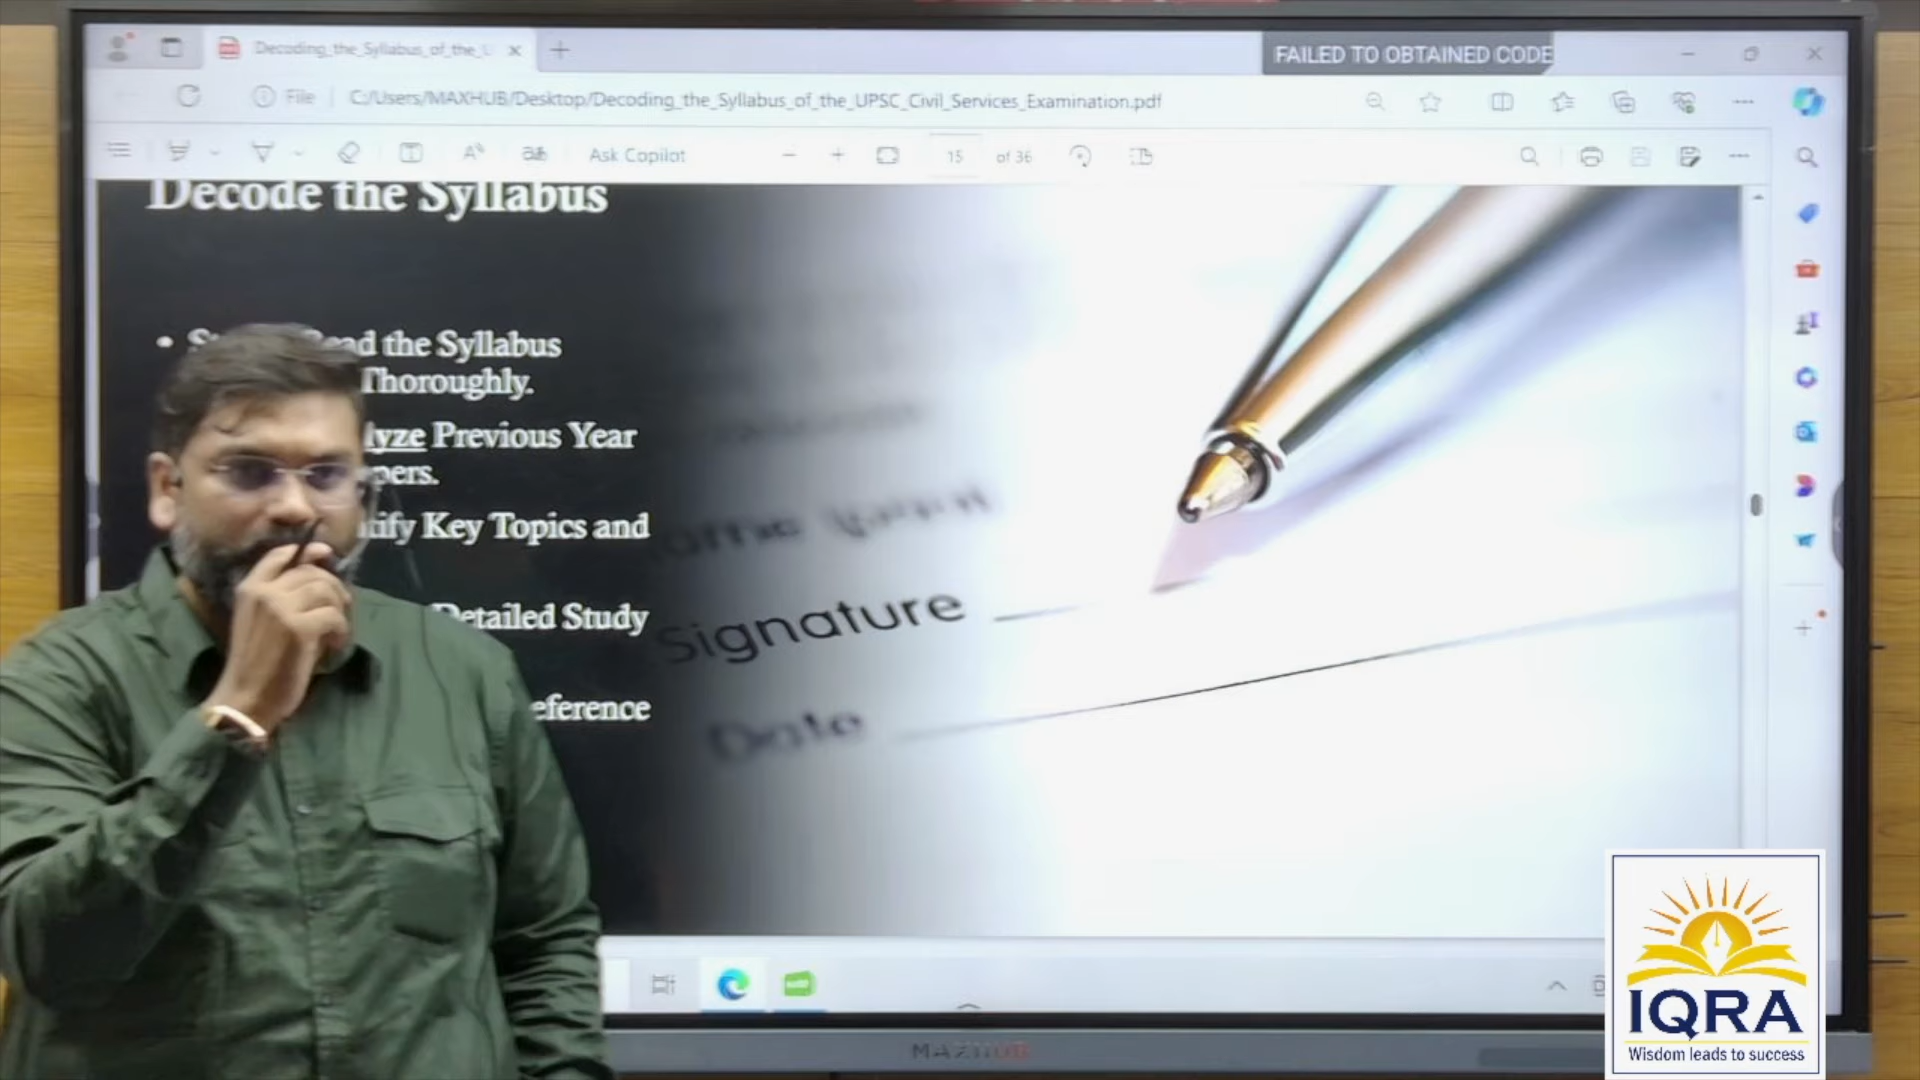 Decoding_the_Syllabus_of_the_U
FAILED TO OBTAINED CODE
File
C:/Users/MAXHUB/Desktop/Decoding_the_Syllabus_of_the_UPSC_Civil_Services_Examination.pdf
Ask Copilot
15 of 36
Decode the Syllabus
• Read the Syllabus
Thoroughly.
lyze Previous Year
pers.
tify Key Topics and
Detailed Study
eference
Signature
Date
MAXHUB
IQRA
Wisdom leads to success